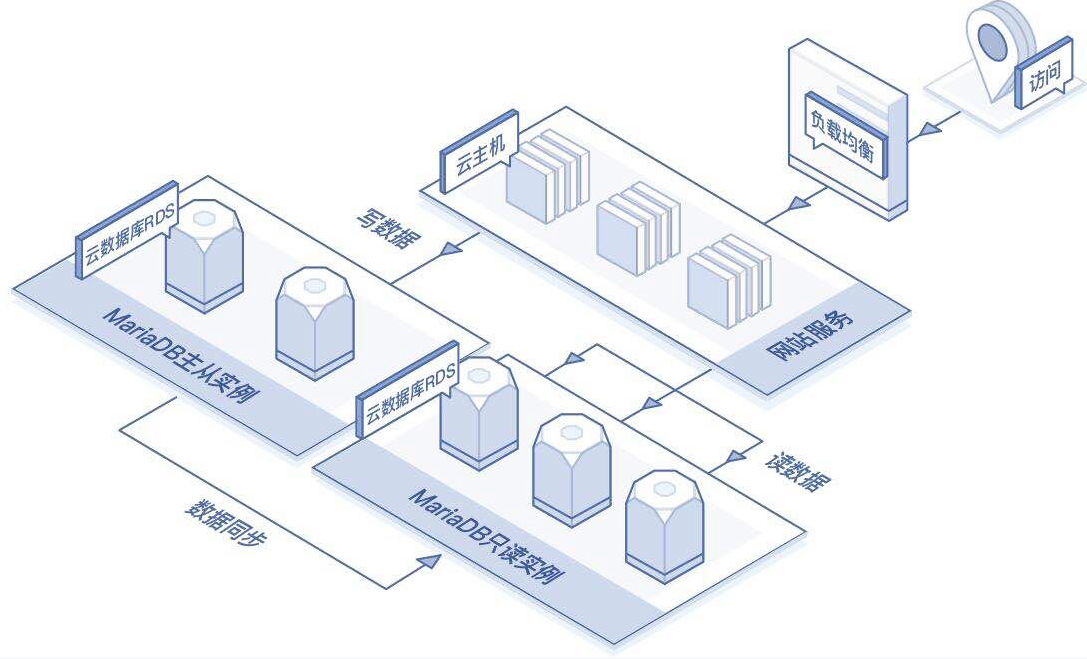 访问
负载均衡
云主机
网站服务
写数据
云数据库RDS
MariaDB主从实例
云数据库RDS
MariaDB只读实例
读数据
数据同步